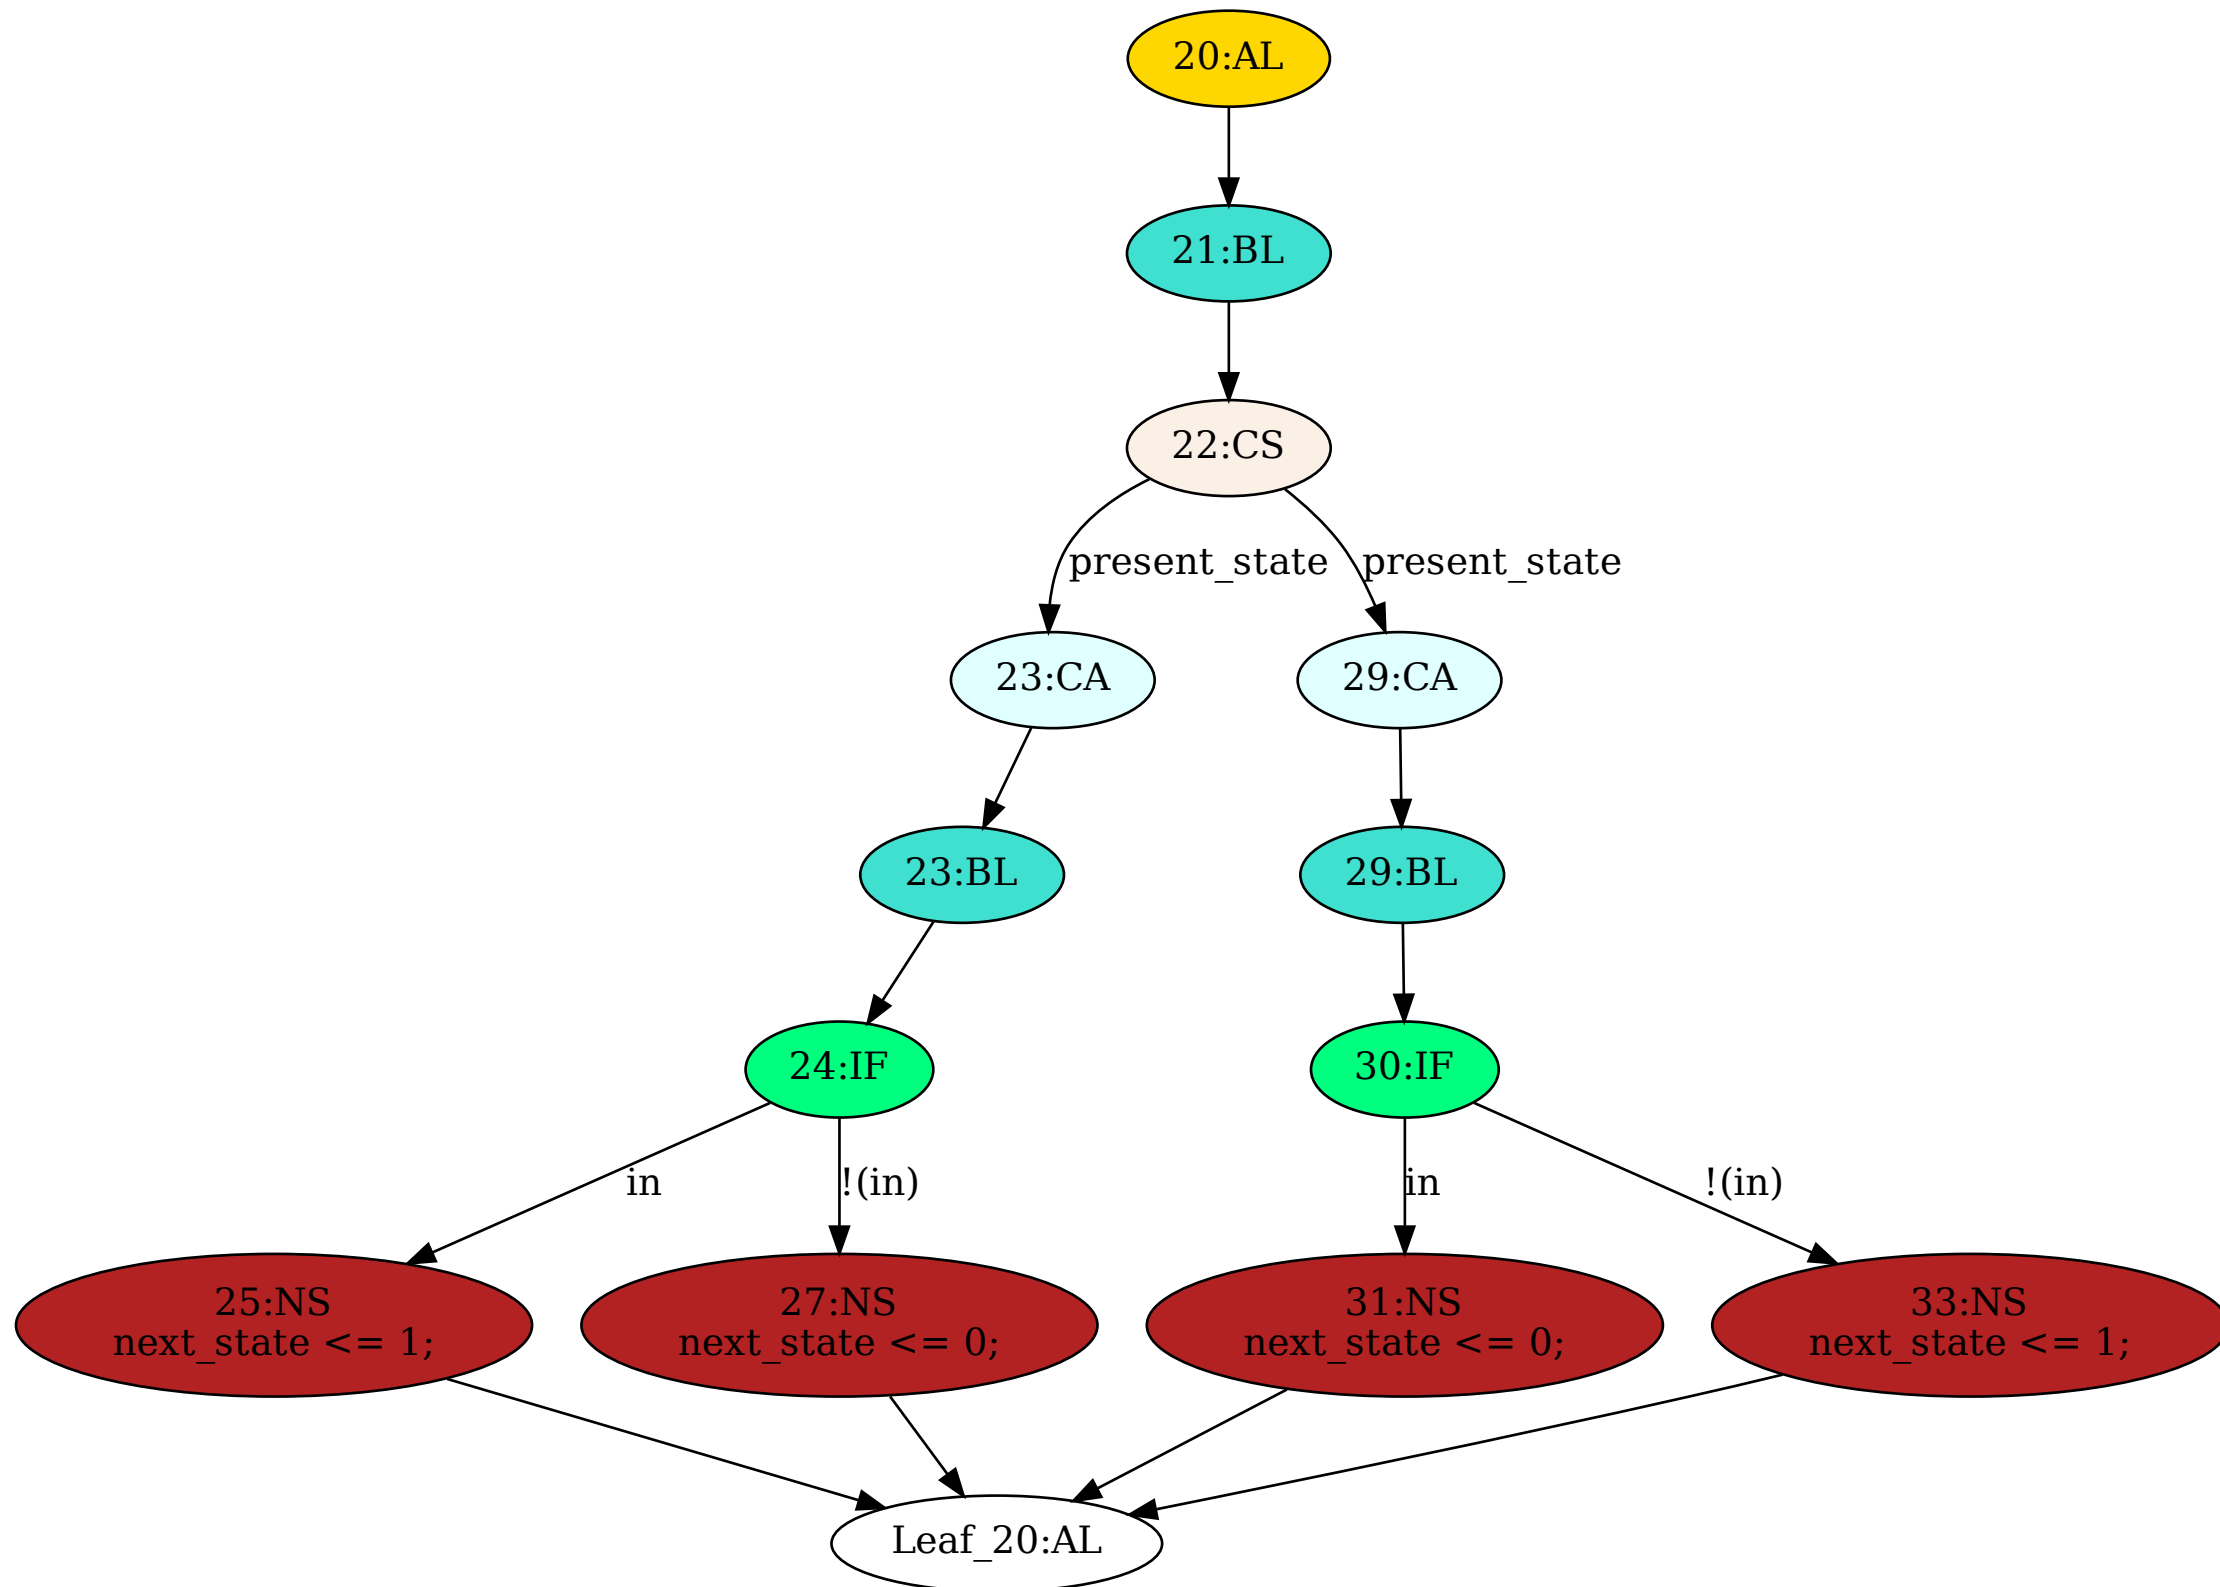 20:AL
21:BL
22:CS
present_state
present_state
23:CA
29:CA
23:BL
29:BL
24:IF
30:IF
in
!(in)
in
!(in)
25:NS
next_state <= 1;
27:NS
next_state <= 0;
31:NS
next_state <= 0;
33:NS
next_state <= 1;
Leaf_20:AL